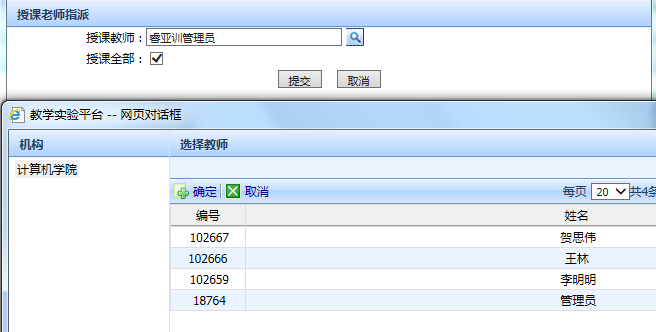 授课老师指派
授课教师： 睿亚训管理员
授课全部：
提交 取消
教学实验平台 -- 网页对话框
机构 选择教师
计算机学院
确定 取消 每页 20 共4条
编号 姓名
102667 贺思伟
102666 王林
102659 李明明
18764 管理员